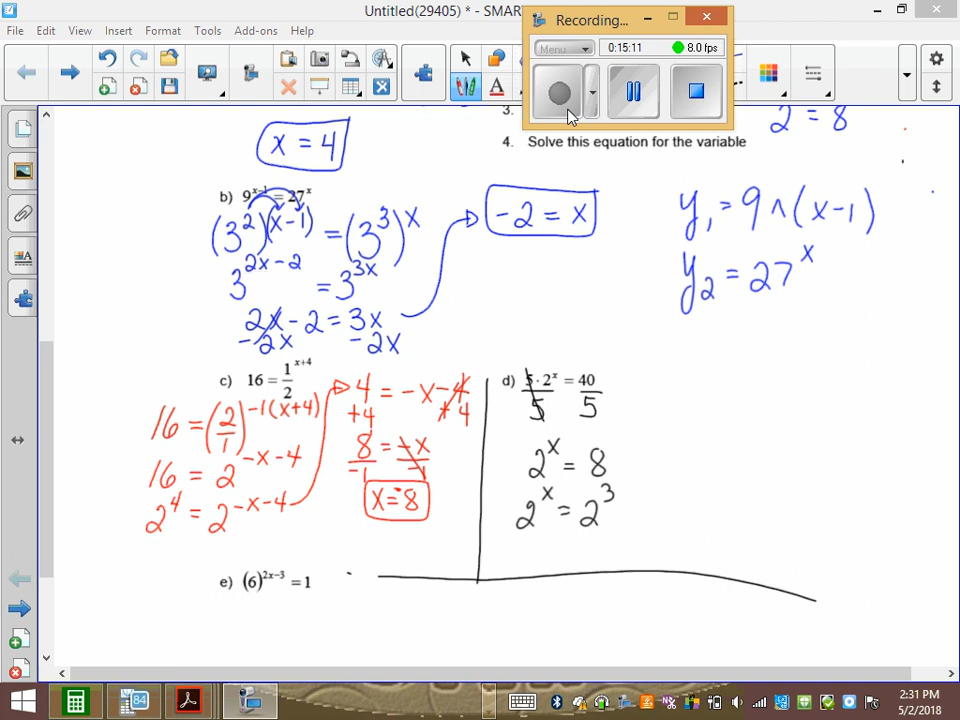 Untitled(29405) * - SMAR
Recording...
File Edit View Insert Format Tools Add-ons Help
Menu 0:15:11 8.0 fps
A
3.
2 = 8
4. Solve this equation for the variable
x = 4
b) 9^{x-1} = 27^x
(3^2)^{(x-1)} = (3^3)^x
-2 = x
y_1 = 9^(x-1)
3^{2x-2} = 3^{3x}
y_2 = 27^x
2x - 2 = 3x
-2x -2x
c) 16 = 1/2^{x+4}
16 = (2/1)^{-1(x+4)}
16 = 2^{-x-4}
2^4 = 2^{-x-4}
4 = -x - 4
+4 +4
8 = -x
-1 -1
x = -8
d) 5 · 2^x = 40
5 5
2^x = 8
2^x = 2^3
e) (6)^{2x-3} = 1
84
2:31 PM
5/2/2018